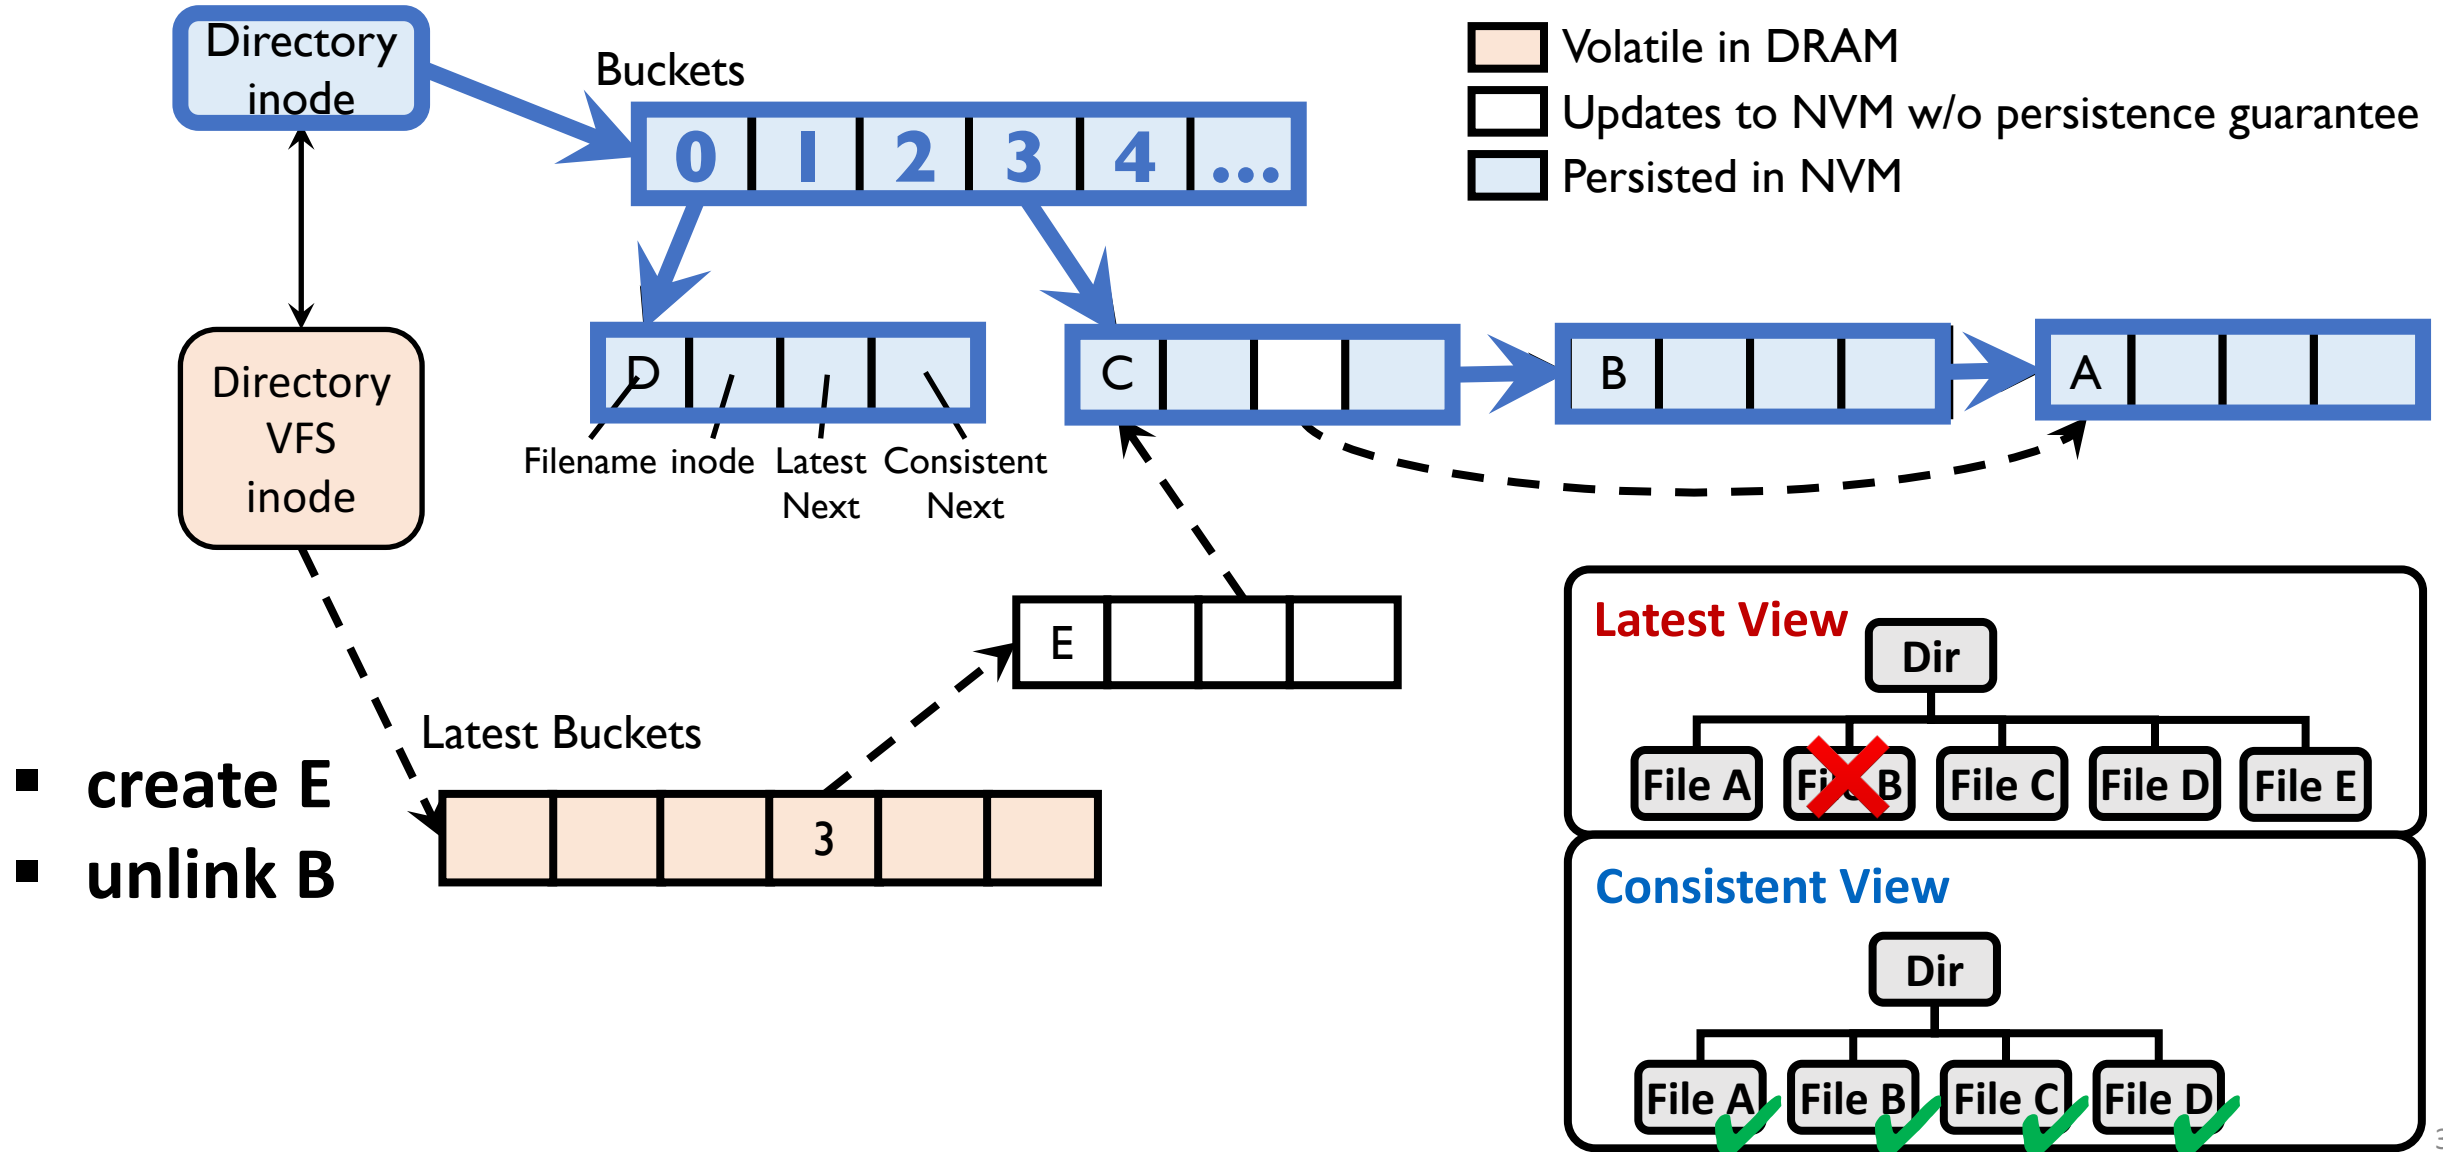 Directory
inode
Buckets
0 1 2 3 4 ...
Volatile in DRAM
Updates to NVM w/o persistence guarantee
Persisted in NVM
Directory
VFS
inode
D
C
B
A
Filename inode Latest Next Consistent Next
E
Latest Buckets
3
▪ create E
▪ unlink B
Latest View
Dir
File A File B File C File D File E
Consistent View
Dir
File A File B File C File D